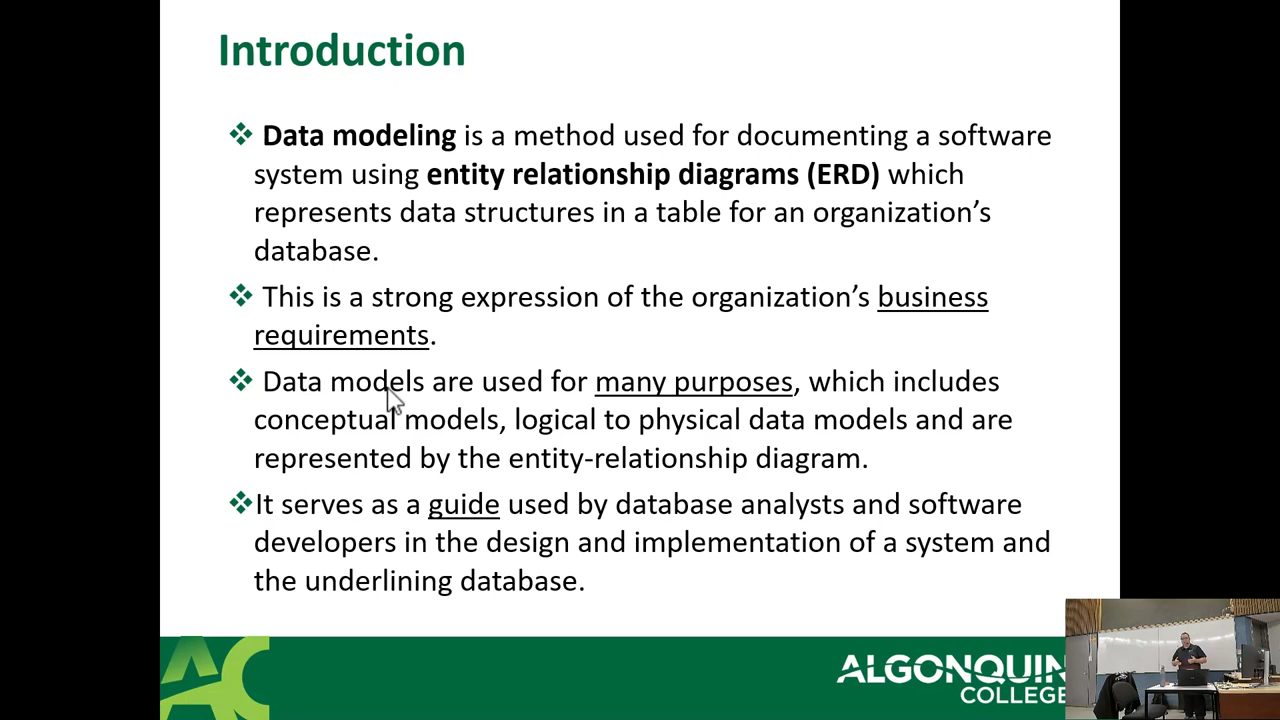 Introduction
Data modeling is a method used for documenting a software
system using entity relationship diagrams (ERD) which
represents data structures in a table for an organization’s
database.
This is a strong expression of the organization’s business
requirements.
Data models are used for many purposes, which includes
conceptual models, logical to physical data models and are
represented by the entity-relationship diagram.
It serves as a guide used by database analysts and software
developers in the design and implementation of a system and
the underlining database.
AC
ALGONQUIN
COLLEGE